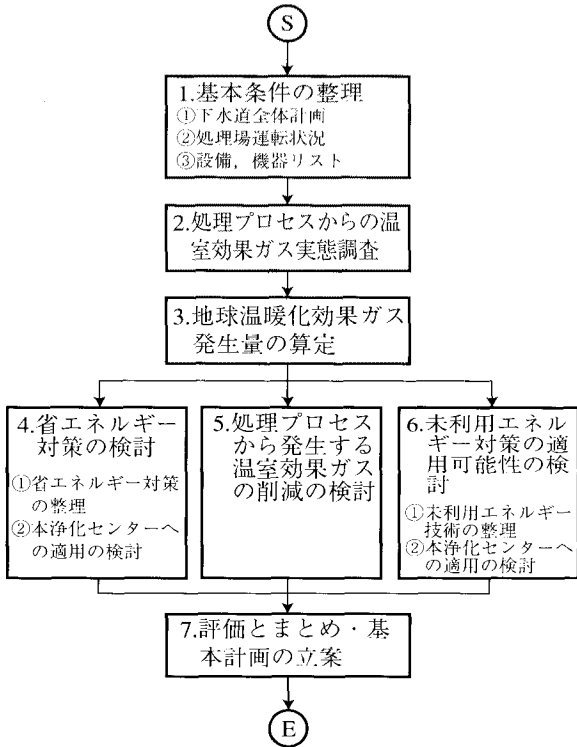 S
1.基本条件の整理
①下水道全体計画
②処理場運転状況
③設備，機器リスト
2.処理プロセスからの温
室効果ガス実態調査
3.地球温暖化効果ガス
発生量の算定
4.省エネルギー
対策の検討
①省エネルギー対策
の整理
②本浄化センターへ
の適用の検討
5.処理プロセス
から発生する
温室効果ガス
の削減の検討
6.未利用エネル
ギー対策の適
用可能性の検
討
①未利用エネルギー
技術の整理
②本浄化センターへ
の適用の検討
7.評価とまとめ・基
本計画の立案
E